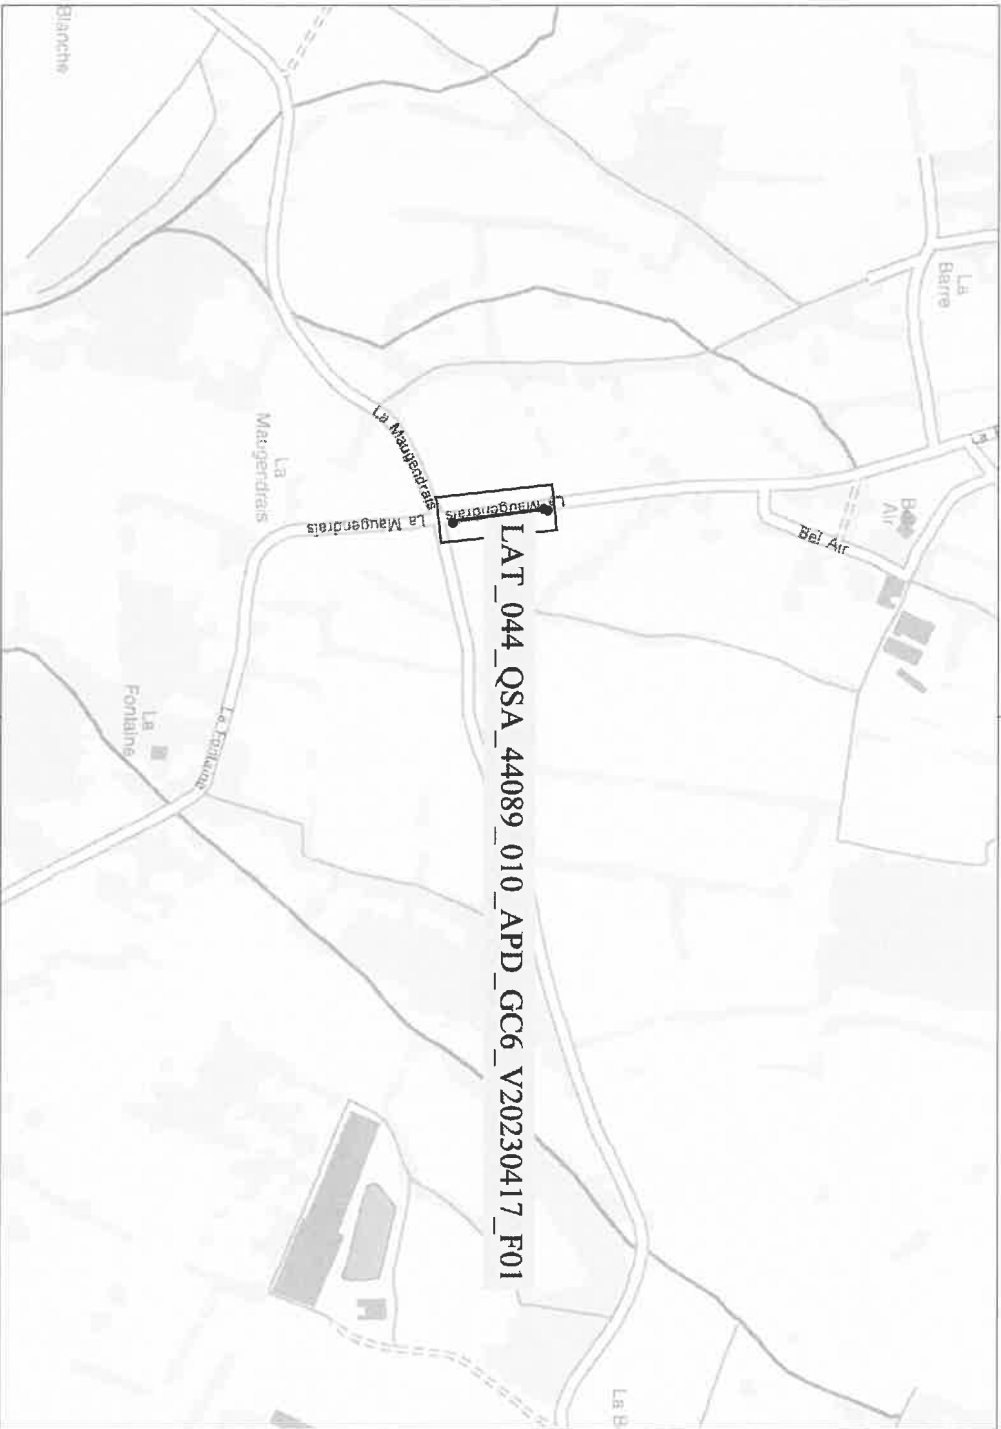 Blanche
La
Barre
La
Maugendrais
La Maugendrais
La Maugendrais
Maugendrais
Bel
Air
Bel Air
LAT_044_QSA_44089_010_APD_GC6_V20230417_F01
La
Fontaine
La Fontaine
La B